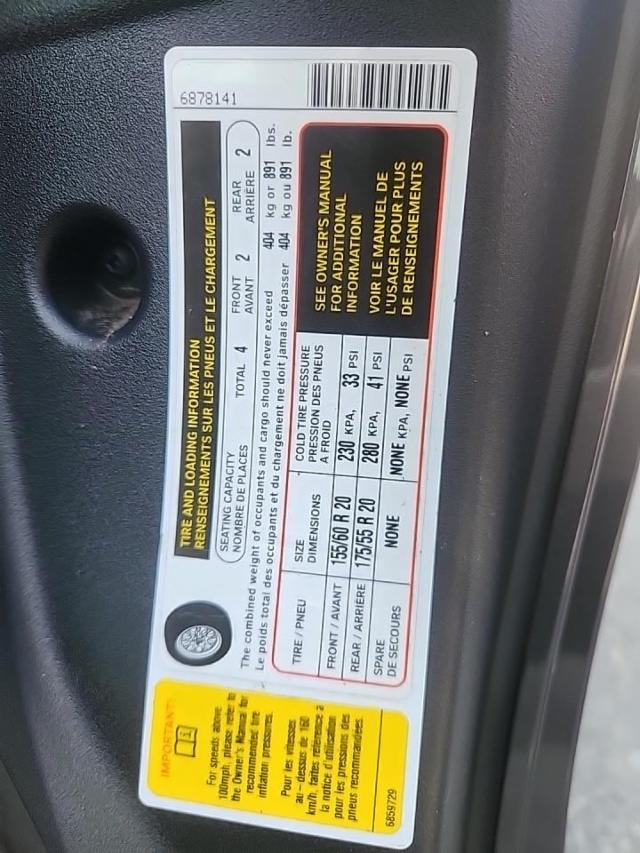 6878141
TIRE AND LOADING INFORMATION
RENSEIGNEMENTS SUR LES PNEUS ET LE CHARGEMENT
SEATING CAPACITY
NOMBRE DE PLACES
TOTAL 4
FRONT
AVANT 2
REAR
ARRIÈRE 2
The combined weight of occupants and cargo should never exceed 404 kg or 891 lbs.
Le poids total des occupants et du chargement ne doit jamais dépasser 404 kg ou 891 lb.
TIRE / PNEU
SIZE
DIMENSIONS
COLD TIRE PRESSURE
PRESSION DES PNEUS
A FROID
FRONT / AVANT 155/60 R 20 230 KPA, 33 PSI
REAR / ARRIÈRE 175/55 R 20 280 KPA, 41 PSI
SPARE
DE SECOURS
NONE NONE KPA, NONE PSI
SEE OWNER'S MANUAL
FOR ADDITIONAL
INFORMATION
VOIR LE MANUEL DE
L'USAGER POUR PLUS
DE RENSEIGNEMENTS
IMPORTANT!
i
For speeds above
100mph, please refer to
the Owner's Manual for
recommended tire
inflation pressures.
Pour les vitesses
au - dessus de 160
km/h, faites référence à
la notice d'utilisation
pour les pressions des
pneus recommandées.
6859729